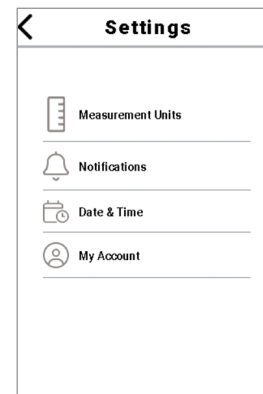 Settings
Measurement Units
Notifications
Date & Time
My Account